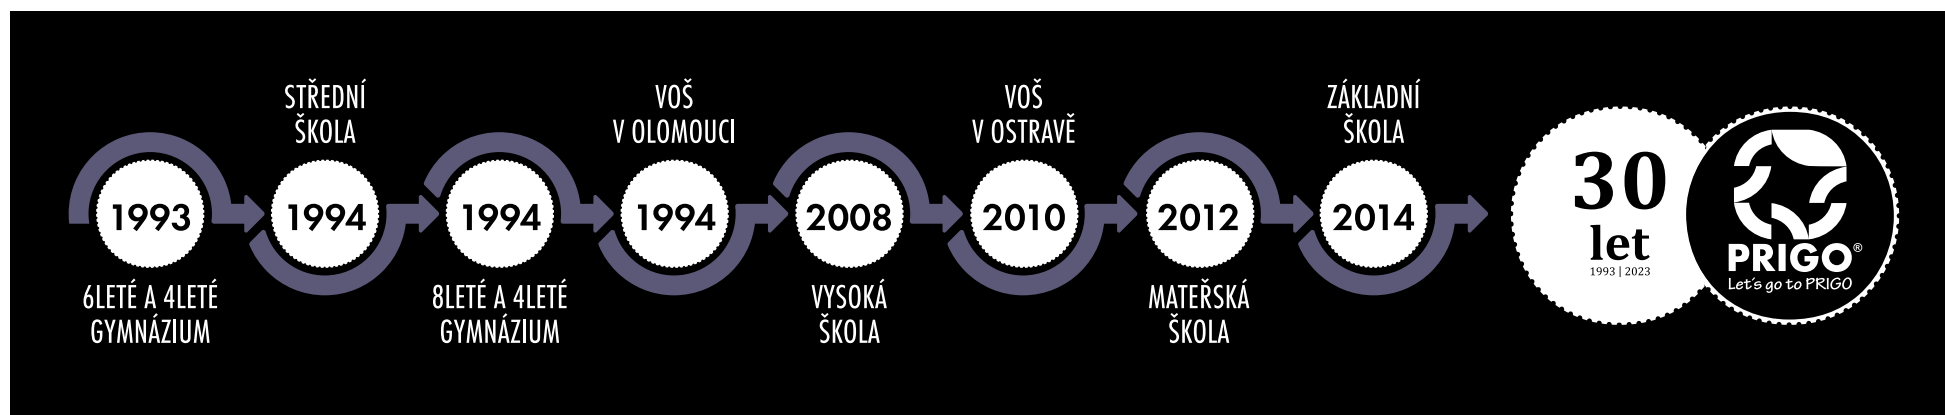 1993
6LETÉ A 4LETÉ
GYMNÁZIUM
STŘEDNÍ
ŠKOLA
1994
1994
8LETÉ A 4LETÉ
GYMNÁZIUM
VOŠ
V OLOMOUCI
1994
2008
VYSOKÁ
ŠKOLA
VOŠ
V OSTRAVĚ
2010
2012
MATEŘSKÁ
ŠKOLA
ZÁKLADNÍ
ŠKOLA
2014
30
let
1993 | 2023
PRIGO®
Let's go to PRIGO